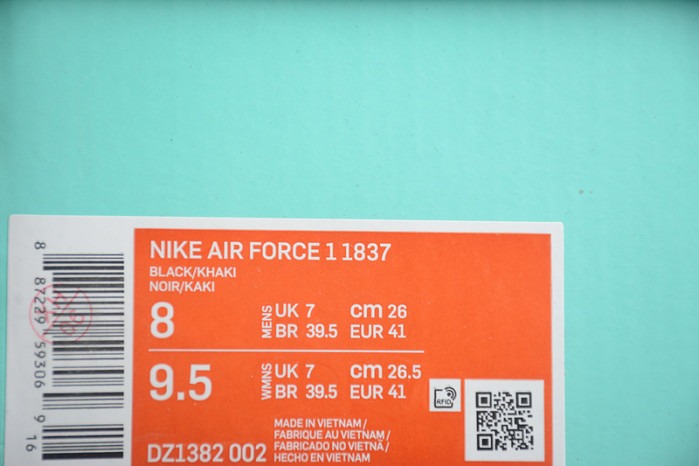 NIKE AIR FORCE 1 1837
BLACK/KHAKI
NOIR/KAKI
8 MENS UK 7 cm 26
BR 39.5 EUR 41
9.5 WMNS UK 7 cm 26.5
BR 39.5 EUR 41
RFID
MADE IN VIETNAM /
FABRIQUE AU VIETNAM /
FABRICADO NO VIETNÃ /
HECHO EN VIETNAM
DZ1382 002
8 87229 59306 9 16